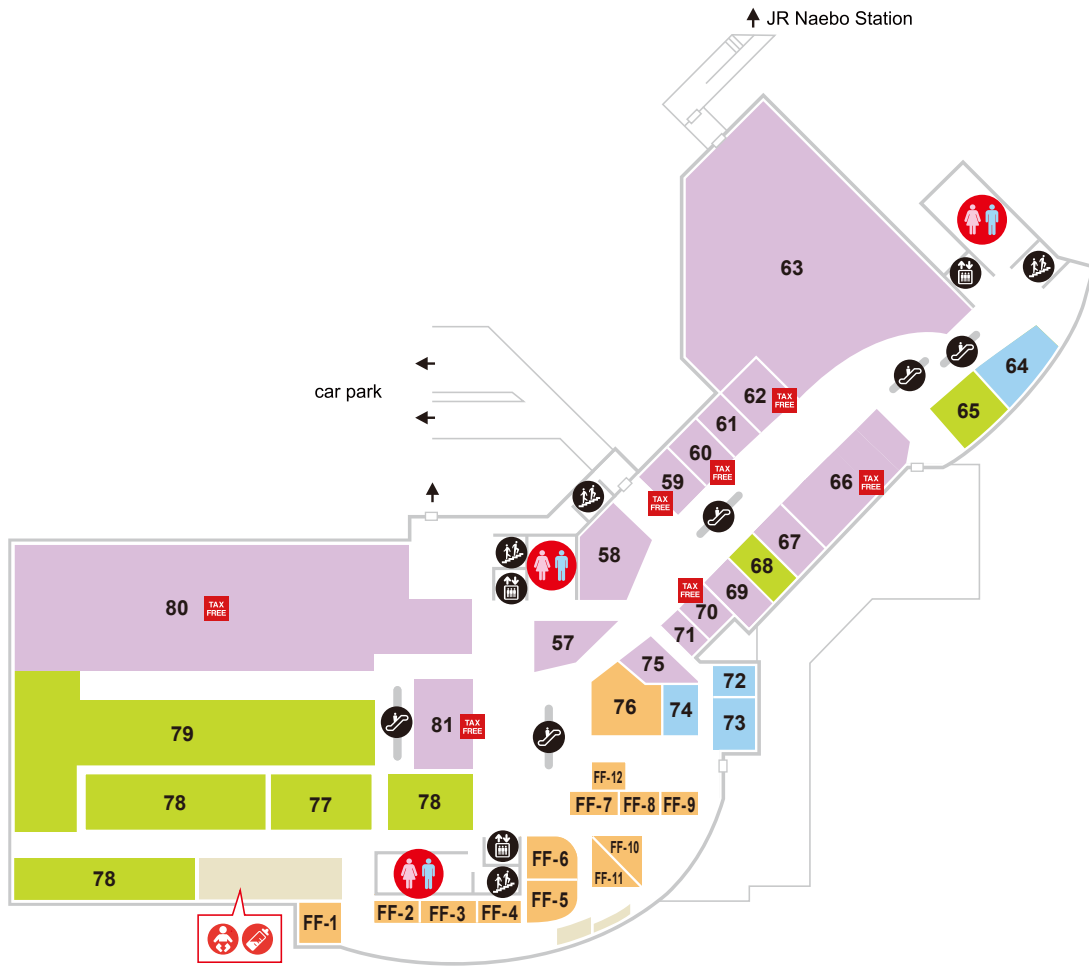 JR Naebo Station
63
64
car park
62
TAX
FREE
65
61
60
TAX
FREE
59
TAX
FREE
66
TAX
FREE
67
58
68
69
TAX
FREE
70
80
TAX
FREE
71
57
75
72
76
74
73
81
TAX
FREE
79
FF-12
FF-7
FF-8
FF-9
78
77
78
FF-6
FF-10
FF-11
78
FF-5
FF-1
FF-2
FF-3
FF-4